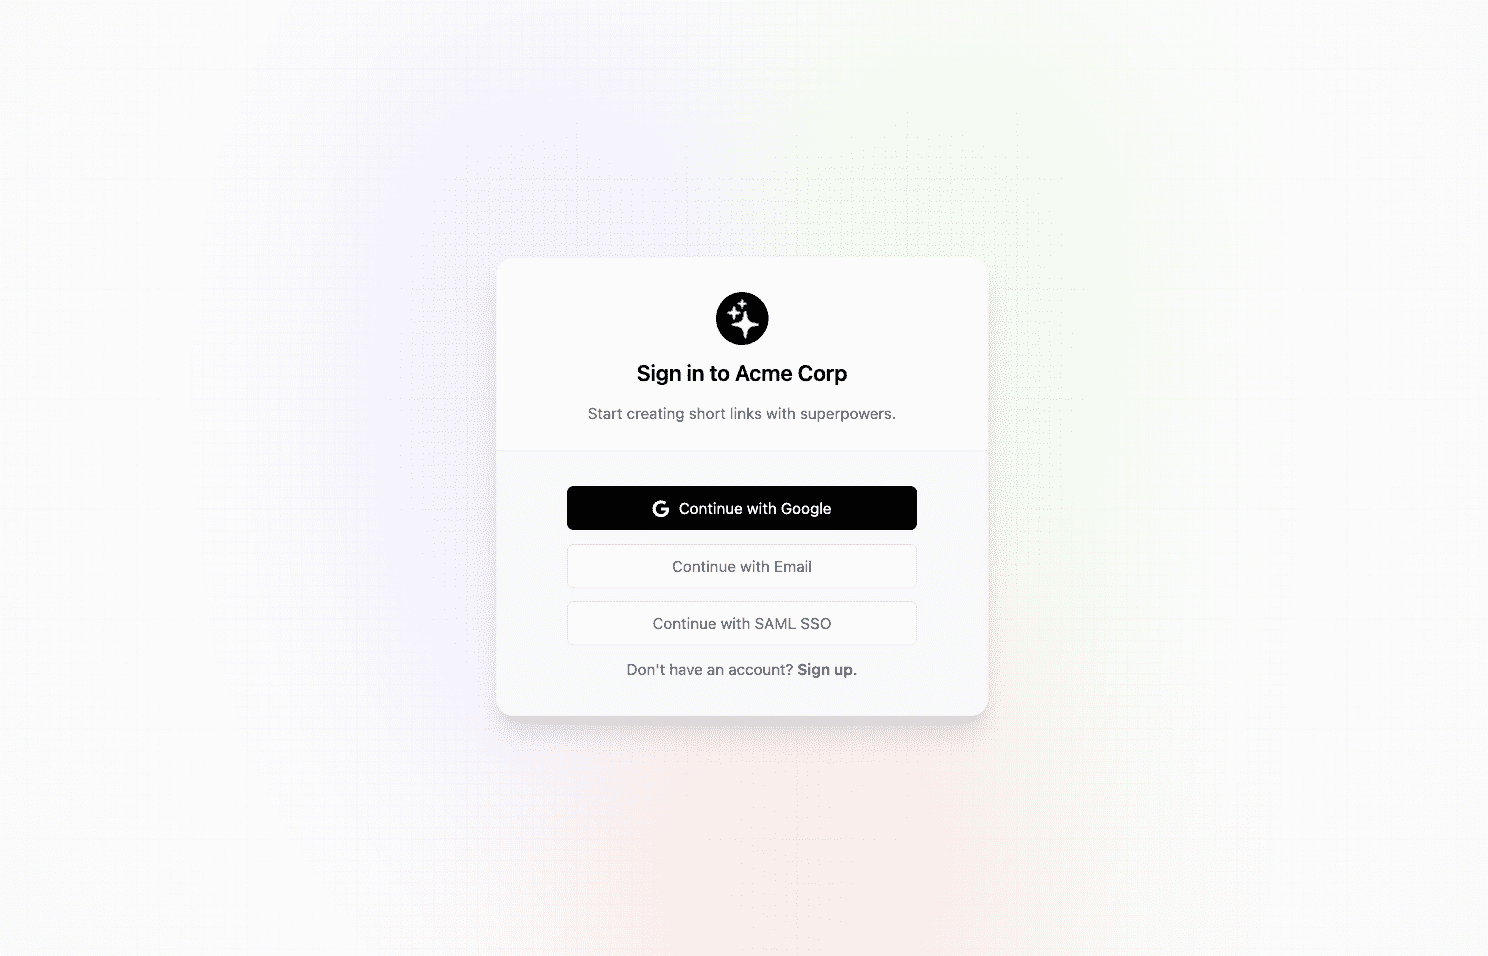 Sign in to Acme Corp
Start creating short links with superpowers.
Continue with Google
Continue with Email
Continue with SAML SSO
Don't have an account? Sign up.